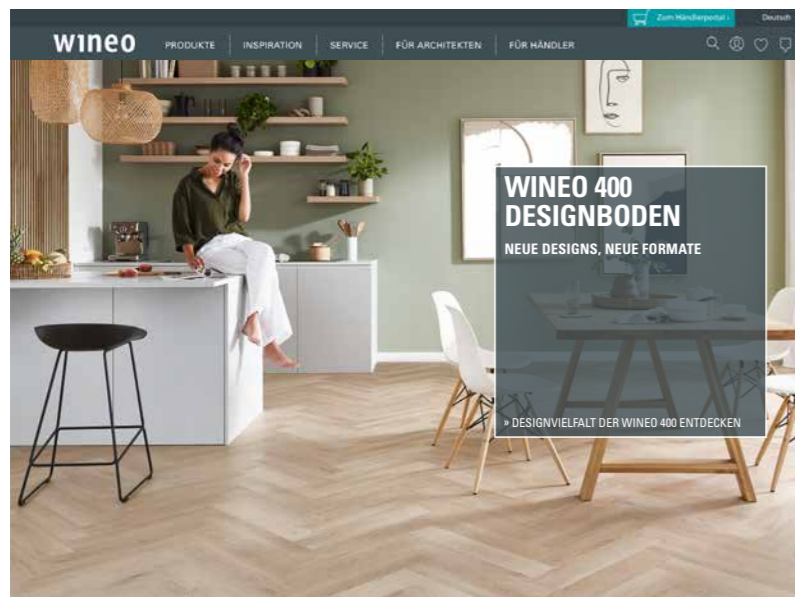 Zum Händlerportal ›
Deutsch
wineo
PRODUKTE
INSPIRATION
SERVICE
FÜR ARCHITEKTEN
FÜR HÄNDLER
WINEO 400
DESIGNBODEN
NEUE DESIGNS, NEUE FORMATE
» DESIGNVIELFALT DER WINEO 400 ENTDECKEN